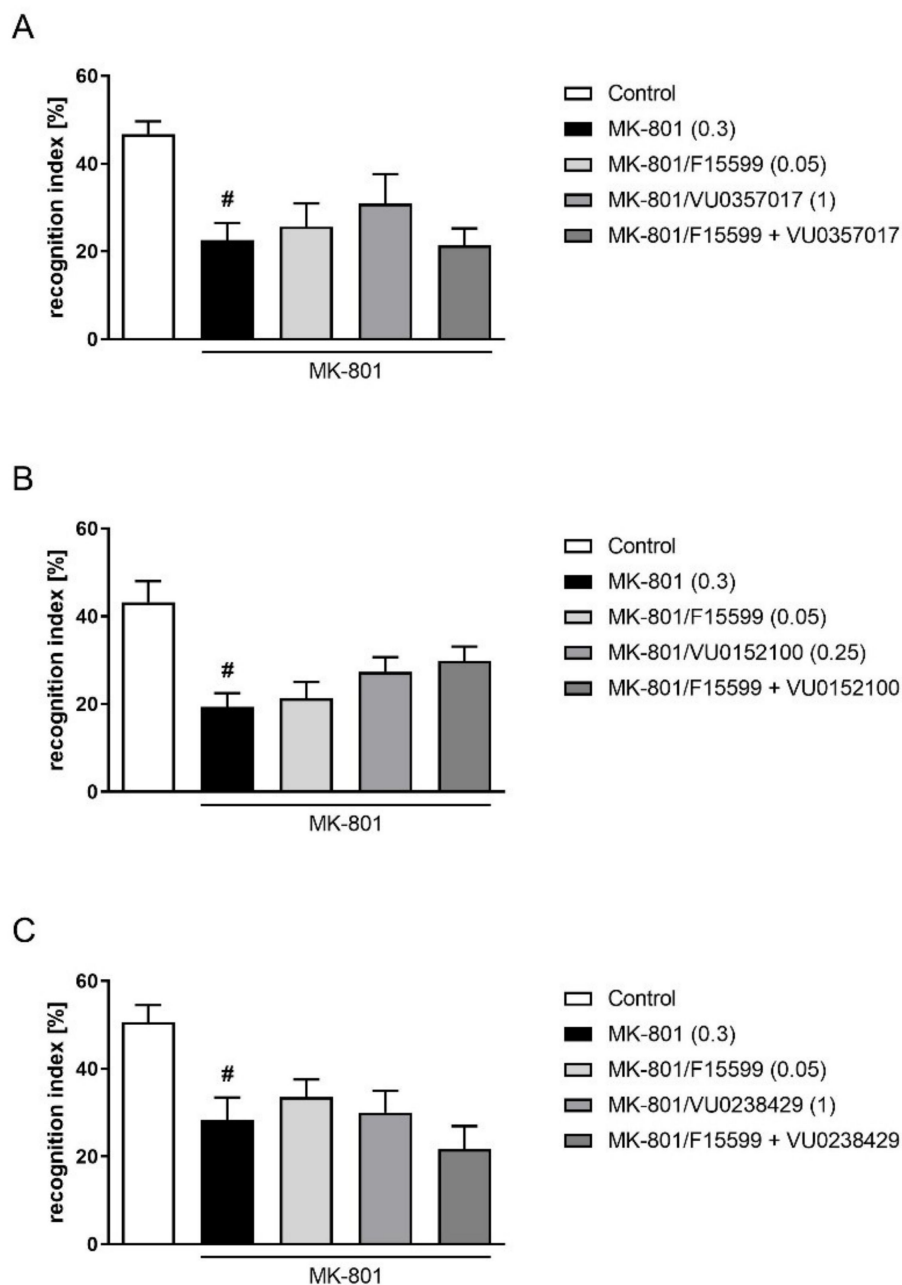 A
recognition index [%]
60
40
20
0
#
MK-801
Control
MK-801 (0.3)
MK-801/F15599 (0.05)
MK-801/VU0357017 (1)
MK-801/F15599 + VU0357017
B
recognition index [%]
60
40
20
0
#
MK-801
Control
MK-801 (0.3)
MK-801/F15599 (0.05)
MK-801/VU0152100 (0.25)
MK-801/F15599 + VU0152100
C
recognition index [%]
60
40
20
0
#
MK-801
Control
MK-801 (0.3)
MK-801/F15599 (0.05)
MK-801/VU0238429 (1)
MK-801/F15599 + VU0238429